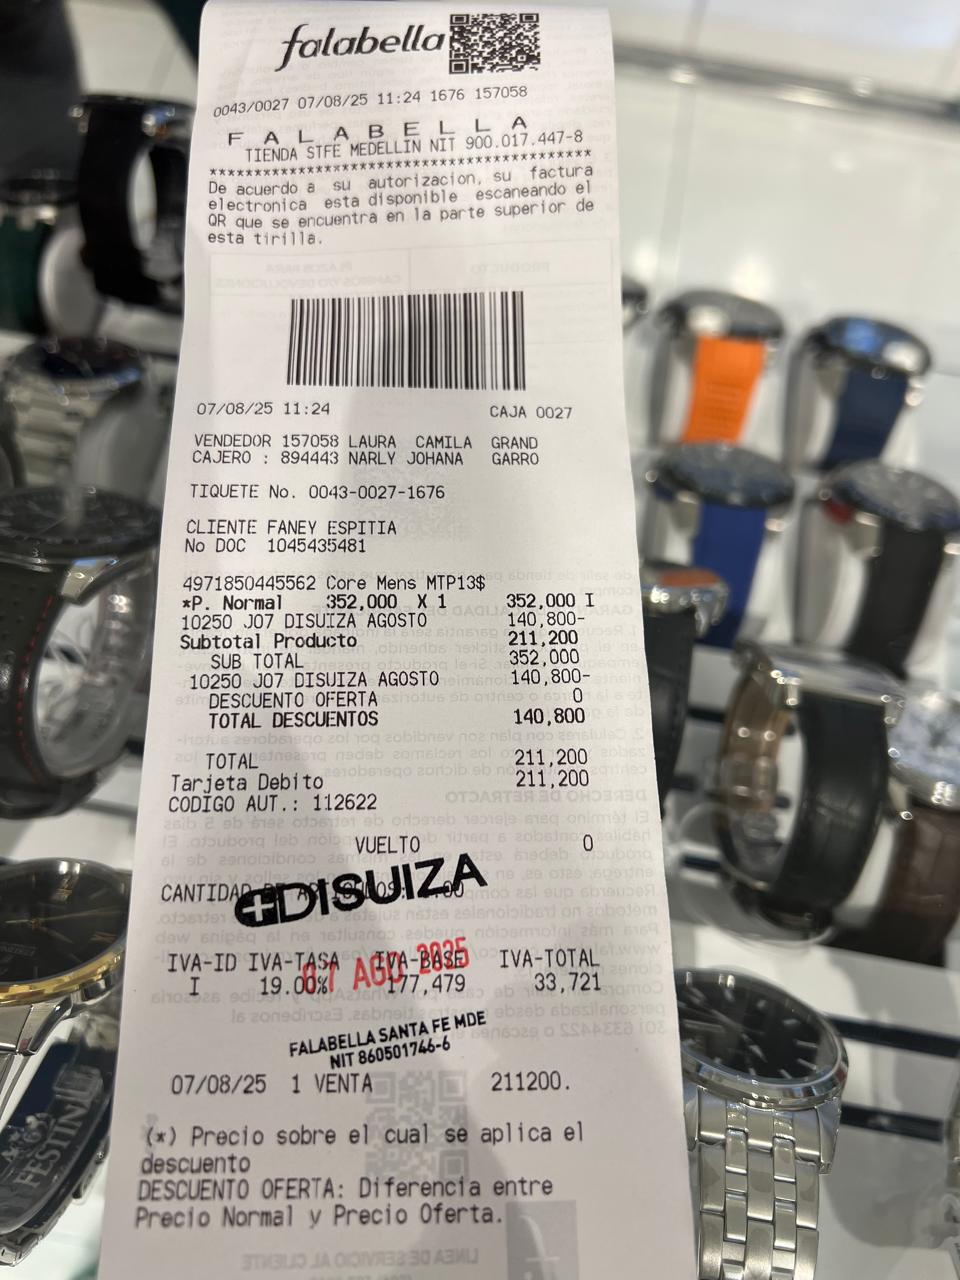 falabella
0043/0027 07/08/25 11:24 1676 157058
F A L A B E L L A
TIENDA STFE MEDELLIN NIT 900.017.447-8
******************************************
De acuerdo a su autorizacion, su factura
electronica esta disponible escaneando el
QR que se encuentra en la parte superior de
esta tirilla.
07/08/25 11:24 CAJA 0027
VENDEDOR 157058 LAURA CAMILA GRAND
CAJERO : 894443 NARLY JOHANA GARRO
TIQUETE No. 0043-0027-1676
CLIENTE FANEY ESPITIA
No DOC 1045435481
4971850445562 Core Mens MTP13$
*P. Normal 352,000 X 1 352,000 I
10250 J07 DISUIZA AGOSTO 140,800-
Subtotal Producto 211,200
SUB TOTAL 352,000
10250 J07 DISUIZA AGOSTO 140,800-
DESCUENTO OFERTA 0
TOTAL DESCUENTOS 140,800
TOTAL 211,200
Tarjeta Debito 211,200
CODIGO AUT.: 112622
VUELTO 0
CANTIDAD
DISUIZA
IVA-ID IVA-TASA IVA-BASE IVA-TOTAL
07 AGO 2025
I 19.00% 177,479 33,721
FALABELLA SANTA FE MDE
NIT 860501746-6
07/08/25 1 VENTA 211200.
(*) Precio sobre el cual se aplica el
descuento
DESCUENTO OFERTA: Diferencia entre
Precio Normal y Precio Oferta.
FESTINA